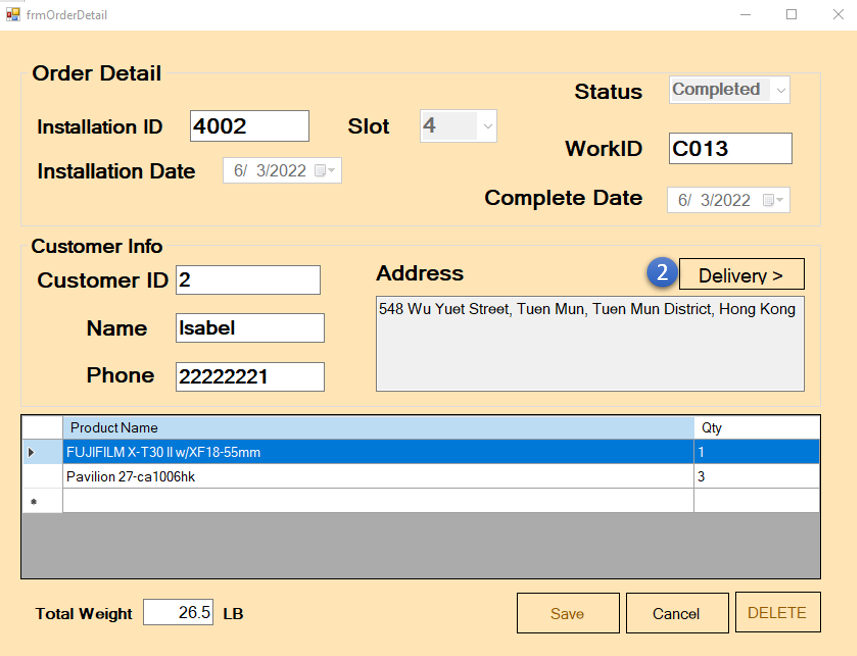 frmOrderDetail
Order Detail
Status Completed
Installation ID 4002 Slot 4
WorkID C013
Installation Date 6/ 3/2022
Complete Date 6/ 3/2022
Customer Info
Customer ID 2 Address 2 Delivery >
548 Wu Yuet Street, Tuen Mun, Tuen Mun District, Hong Kong
Name Isabel
Phone 22222221
Product Name Qty
FUJIFILM X-T30 II w/XF18-55mm 1
Pavilion 27-ca1006hk 3
*
Total Weight 26.5 LB Save Cancel DELETE